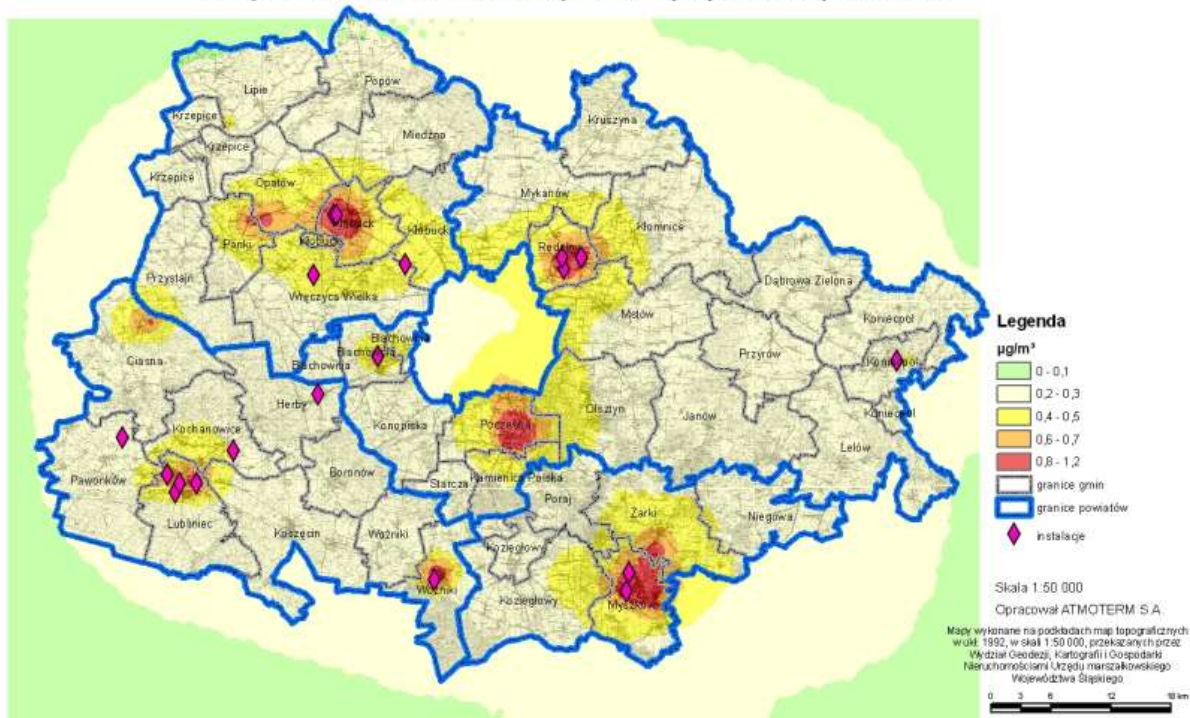 Lipie
Popów
Krzepice
Miedźno
Kruszyna
Krzepice
Krzepice
Opatów
Mykanów
Kłobuck
Kłobuck
Kłomnice
Panki
Kłobuck
Rędziny
Przystajń
Dąbrowa Zielona
Wręczyca Wielka
Mstów
Koniecpol
Blachownia
Ciasna
Blachownia
Przyrów
Koniecpol
Blachownia
Herby
Olsztyn
Koniecpol
Kochanowice
Konopiska
Poczesna
Janów
Lelów
Pawonków
Boronów
Starcza
Kamienica Polska
Poraj
Lubliniec
Żarki
Niegowa
Koszęcin
Woźniki
Koziegłowy
Woźniki
Koziegłowy
Myszków
Legenda
µg/m³
0 - 0,1
0,2 - 0,3
0,4 - 0,5
0,6 - 0,7
0,8 - 1,2
granice gmin
granice powiatów
instalacje
Skala 1:50 000
Opracował ATMOTERM S.A.
Mapy wykonane na podkładach map topograficznych
w ukł. 1992, w skali 1:50 000, przekazanych przez
Wydział Geodezji, Kartografii i Gospodarki
Nieruchomościami Urzędu marszałkowskiego
Województwa Śląskiego
0 3 6 12 18 km